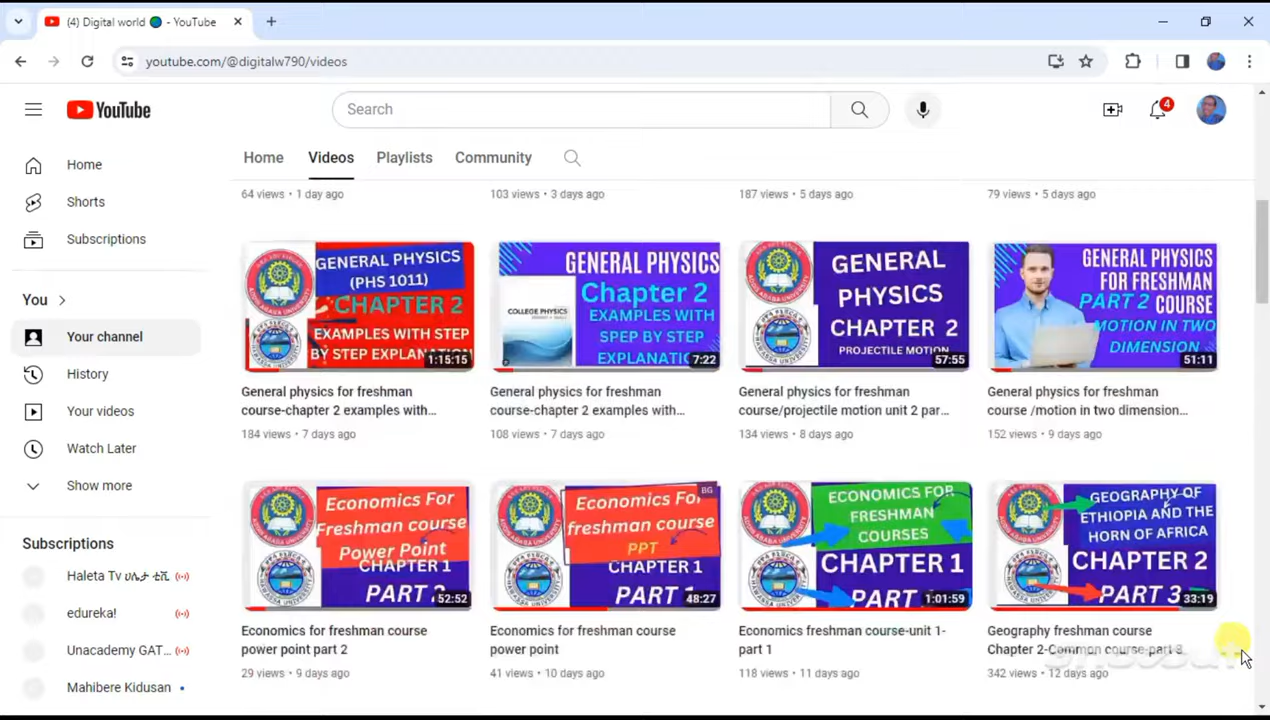 (4) Digital world - YouTube
youtube.com/@digitalw790/videos
YouTube
Search
4
Home
Videos
Playlists
Community
Home
Shorts
Subscriptions
You
Your channel
History
Your videos
Watch Later
Show more
Subscriptions
Haleta Tv ሀሌታ ቲቪ
edureka!
Unacademy GAT...
Mahibere Kidusan
64 views • 1 day ago
103 views • 3 days ago
187 views • 5 days ago
79 views • 5 days ago
GENERAL PHYSICS
(PHS 1011)
CHAPTER 2
EXAMPLES WITH STEP
BY STEP EXPLANATION
1:15:15
General physics for freshman
course-chapter 2 examples with...
184 views • 7 days ago
GENERAL PHYSICS
Chapter 2
COLLEGE PHYSICS
EXAMPLES WITH
SPEP BY STEP
EXPLANATIO
7:22
General physics for freshman
course-chapter 2 examples with...
108 views • 7 days ago
GENERAL
PHYSICS
CHAPTER 2
PROJECTILE MOTION
57:55
General physics for freshman
course/projectile motion unit 2 par...
134 views • 8 days ago
GENERAL PHYSICS
FOR FRESHMAN
PART 2 COURSE
MOTION IN TWO
DIMENSION
51:11
General physics for freshman
course /motion in two dimension...
152 views • 9 days ago
Economics For
Freshman course
Power Point
CHAPTER 1
PART 2
52:52
Economics for freshman course
power point part 2
29 views • 9 days ago
BG
Economics For
freshman course
PPT
CHAPTER 1
PART 1
48:27
Economics for freshman course
power point
41 views • 10 days ago
ECONOMICS FOR
FRESHMAN
COURSES
CHAPTER 1
PART
1:01:59
Economics freshman course-unit 1-
part 1
118 views • 11 days ago
GEOGRAPHY OF
ETHIOPIA AND THE
HORN OF AFRICA
CHAPTER 2
PART 3
33:19
Geography freshman course
Chapter 2-Common course-part 3
342 views • 12 days ago